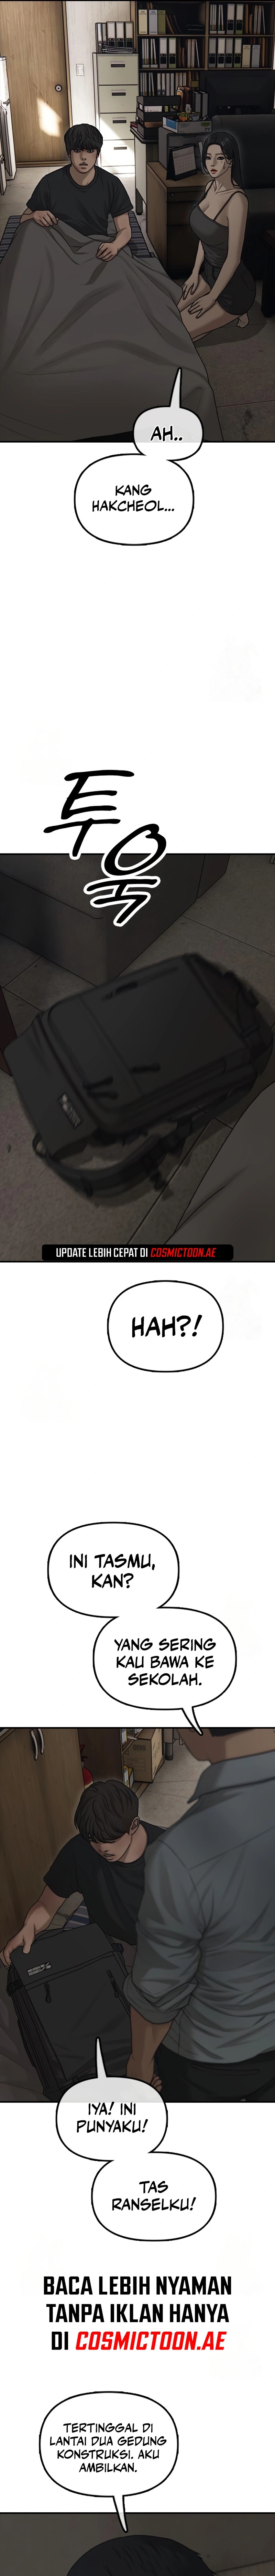 AH..
KANG
HAKCHEOL...
투욱
UPDATE LEBIH CEPAT DI COSMICTOON.AE
HAH?!
INI TASMU,
KAN?
YANG SERING
KAU BAWA KE
SEKOLAH.
IYA! INI
PUNYAKU!
TAS
RANSELKU!
BACA LEBIH NYAMAN
TANPA IKLAN HANYA
DI COSMICTOON.AE
TERTINGGAL DI
LANTAI DUA GEDUNG
KONSTRUKSI. AKU
AMBILKAN.